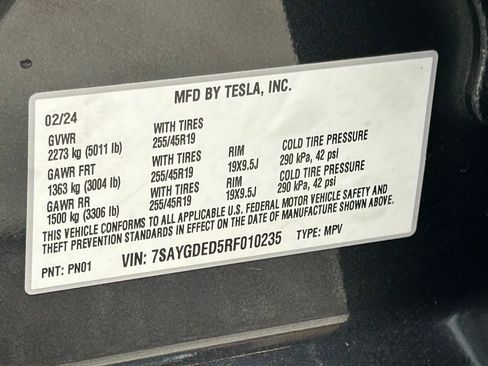 MFD BY TESLA, INC.
02/24
GVWR WITH TIRES
2273 kg (5011 lb) 255/45R19 RIM COLD TIRE PRESSURE
GAWR FRT WITH TIRES 19X9.5J 290 kPa, 42 psi
1363 kg (3004 lb) 255/45R19 RIM COLD TIRE PRESSURE
GAWR RR WITH TIRES 19X9.5J 290 kPa, 42 psi
1500 kg (3306 lb) 255/45R19
THIS VEHICLE CONFORMS TO ALL APPLICABLE U.S. FEDERAL MOTOR VEHICLE SAFETY AND
THEFT PREVENTION STANDARDS IN EFFECT ON THE DATE OF MANUFACTURE SHOWN ABOVE.
PNT: PN01 VIN: 7SAYGDED5RF010235 TYPE: MPV